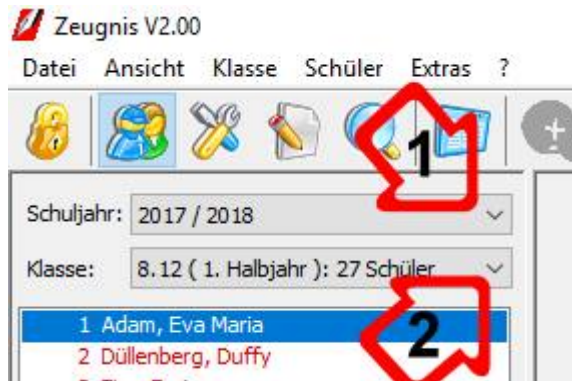 Zeugnis V2.00
Datei Ansicht Klasse Schüler Extras ?
1
Schuljahr: 2017 / 2018
Klasse: 8.12 ( 1. Halbjahr ): 27 Schüler
1 Adam, Eva Maria
2
2 Düllenberg, Duffy